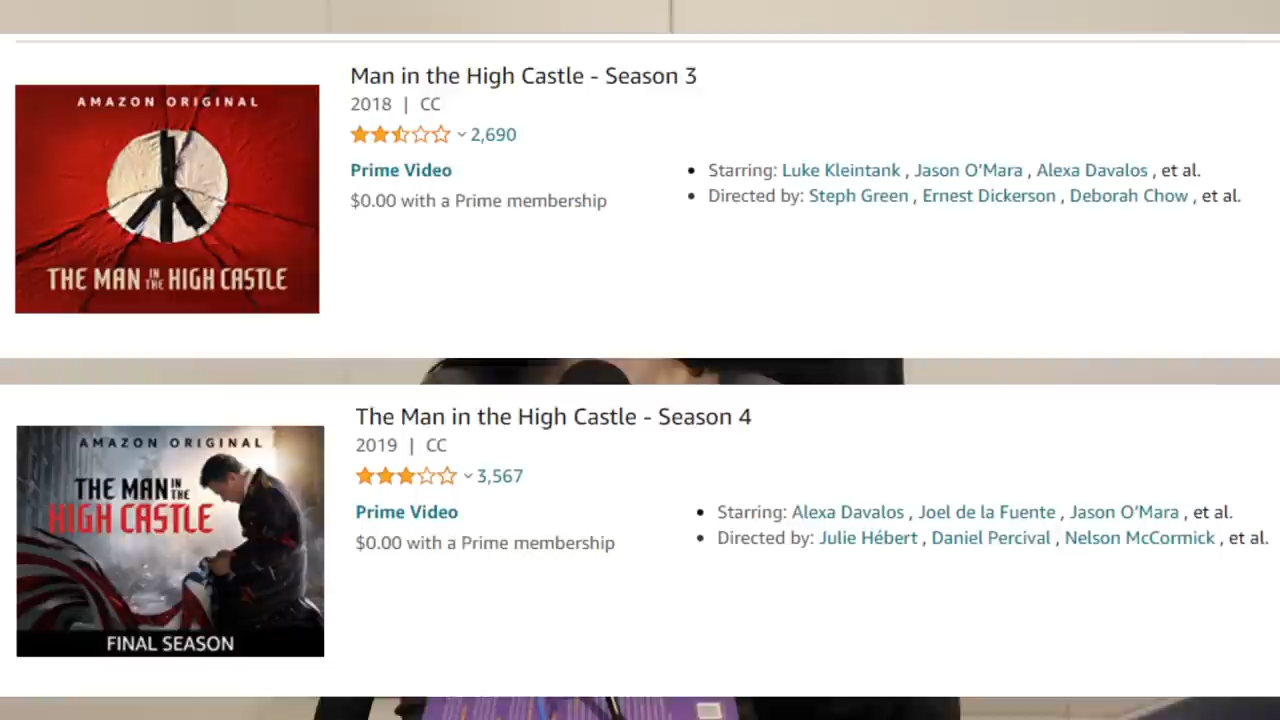 Man in the High Castle - Season 3
AMAZON ORIGINAL
THE MAN IN THE HIGH CASTLE
2018 | CC
2,690
Prime Video
$0.00 with a Prime membership
• Starring: Luke Kleintank , Jason O'Mara , Alexa Davalos , et al.
• Directed by: Steph Green , Ernest Dickerson , Deborah Chow , et al.
The Man in the High Castle - Season 4
AMAZON ORIGINAL
THE MAN IN THE
HIGH CASTLE
FINAL SEASON
2019 | CC
3,567
Prime Video
$0.00 with a Prime membership
• Starring: Alexa Davalos , Joel de la Fuente , Jason O'Mara , et al.
• Directed by: Julie Hébert , Daniel Percival , Nelson McCormick , et al.